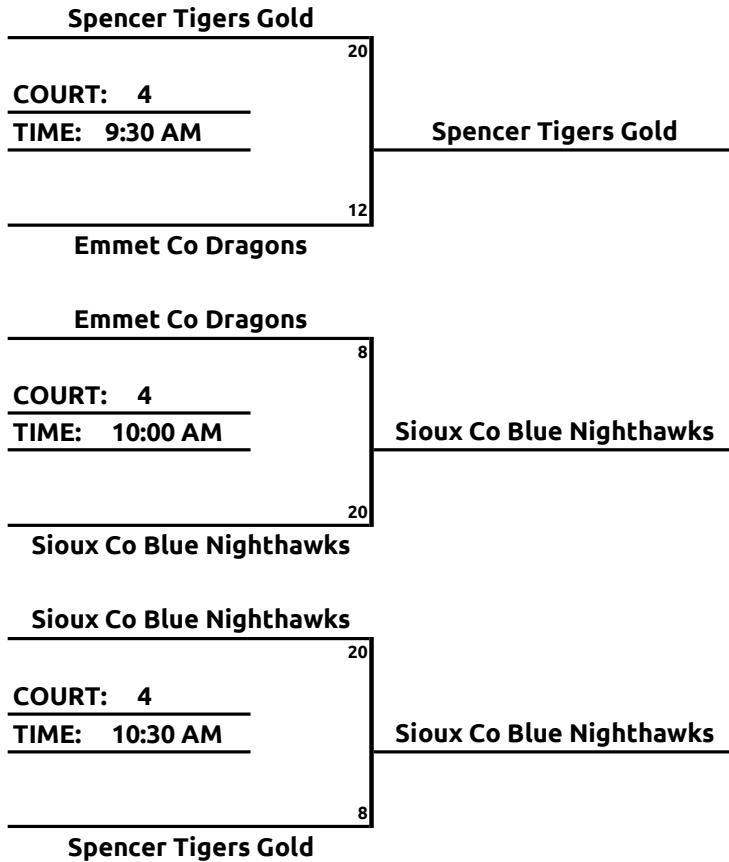 Spencer Tigers Gold
20
COURT: 4
TIME: 9:30 AM
Spencer Tigers Gold
12
Emmet Co Dragons
Emmet Co Dragons
8
COURT: 4
TIME: 10:00 AM
Sioux Co Blue Nighthawks
20
Sioux Co Blue Nighthawks
Sioux Co Blue Nighthawks
20
COURT: 4
TIME: 10:30 AM
Sioux Co Blue Nighthawks
8
Spencer Tigers Gold